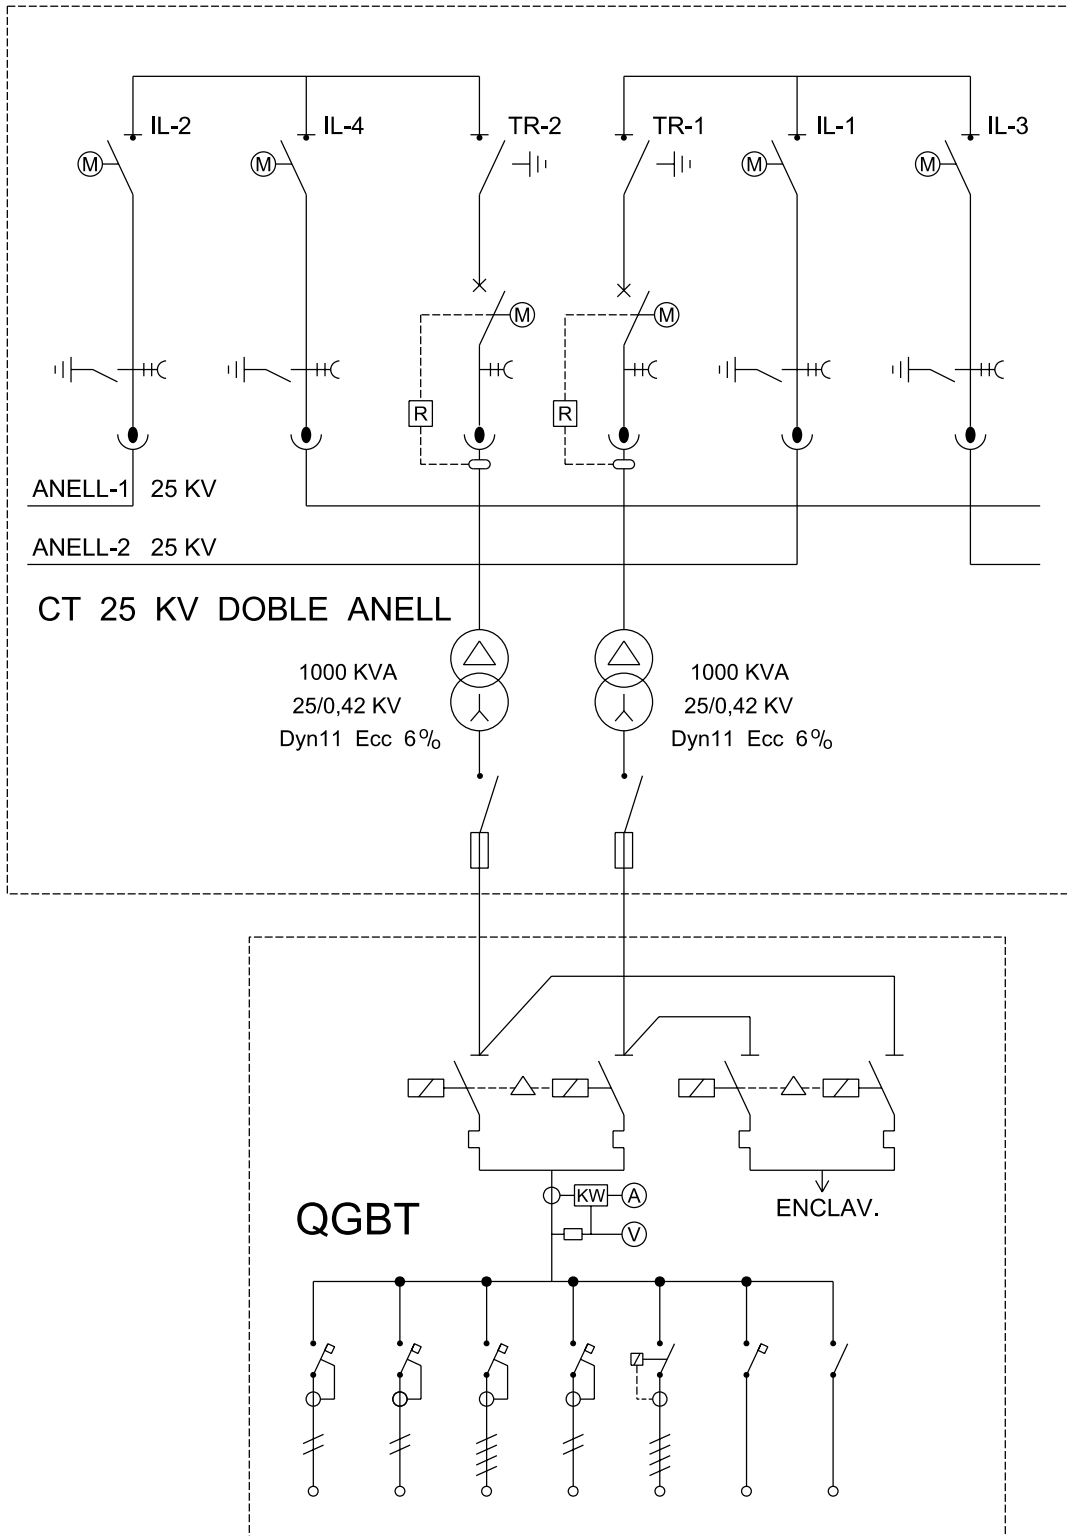 IL-2 IL-4 TR-2 TR-1 IL-1 IL-3
M M M M
M M
R R
ANELL-1 25 KV
ANELL-2 25 KV
CT 25 KV DOBLE ANELL
1000 KVA 1000 KVA
25/0,42 KV 25/0,42 KV
Dyn11 Ecc 6% Dyn11 Ecc 6%
KW A
ENCLAV.
QGBT
V